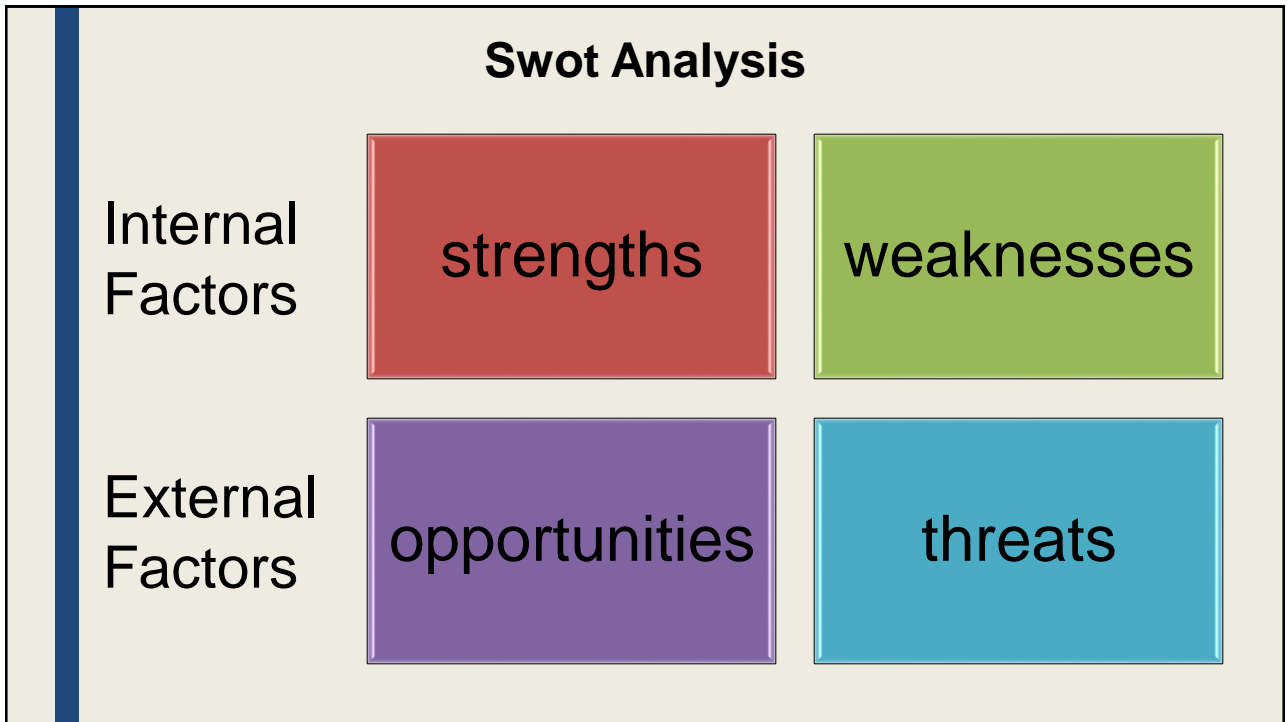 Swot Analysis
Internal
Factors
strengths
weaknesses
External
Factors
opportunities
threats